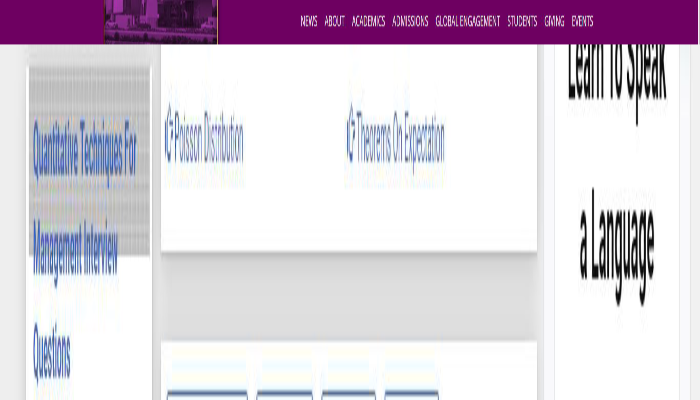 NEWS ABOUT ACADEMICS ADMISSIONS GLOBAL ENGAGEMENT STUDENTS GIVING EVENTS
Quantitative Techniques For
Management Interview
Questions
Poisson Distribution
Theorems On Expectation
Learn To Speak
a Language